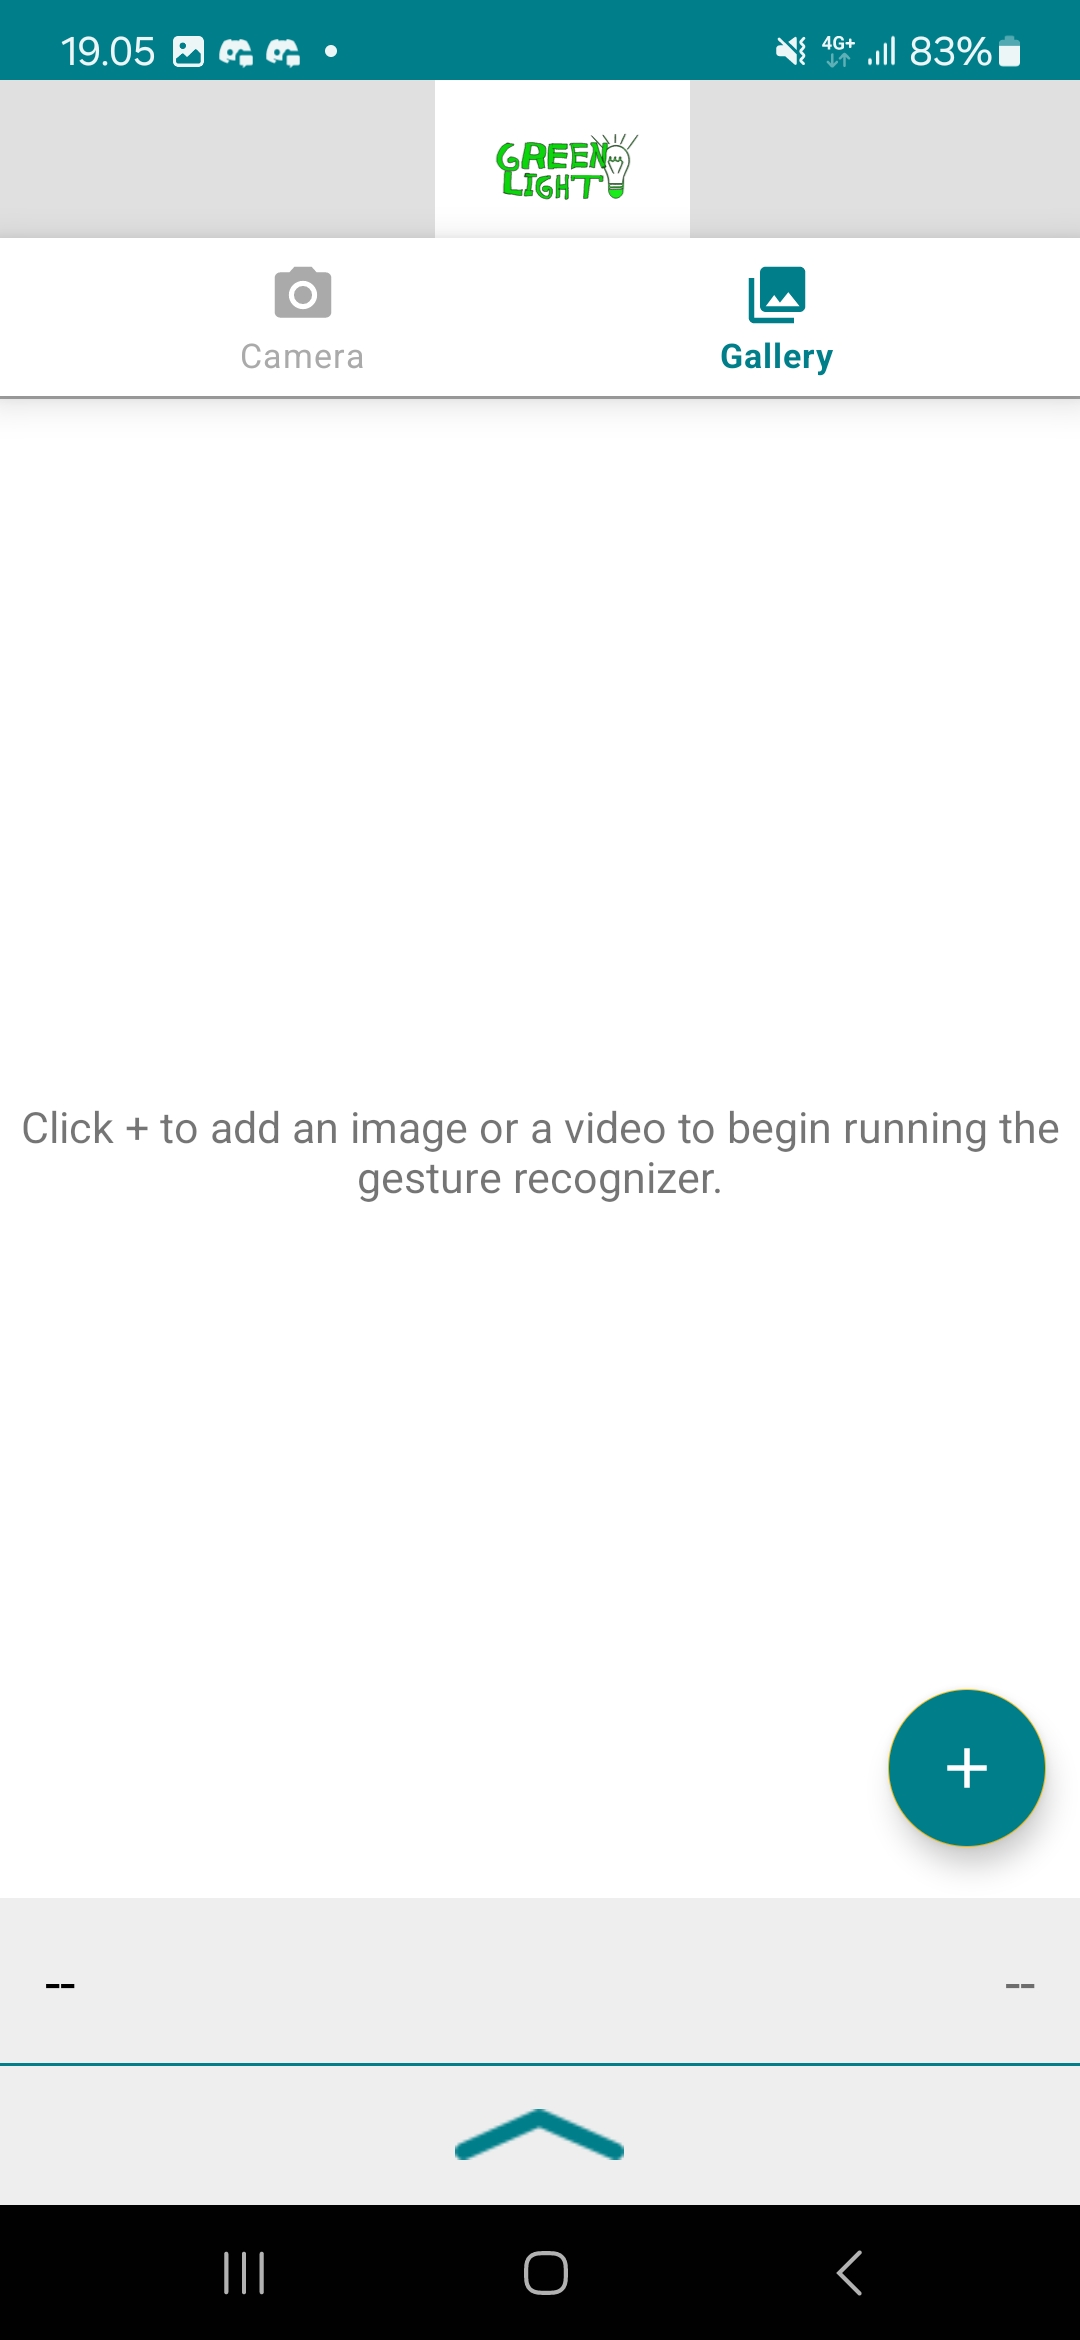 19.05
4G+ 83%
GREEN
LIGHT
Camera
Gallery
Click + to add an image or a video to begin running the
gesture recognizer.
-- --